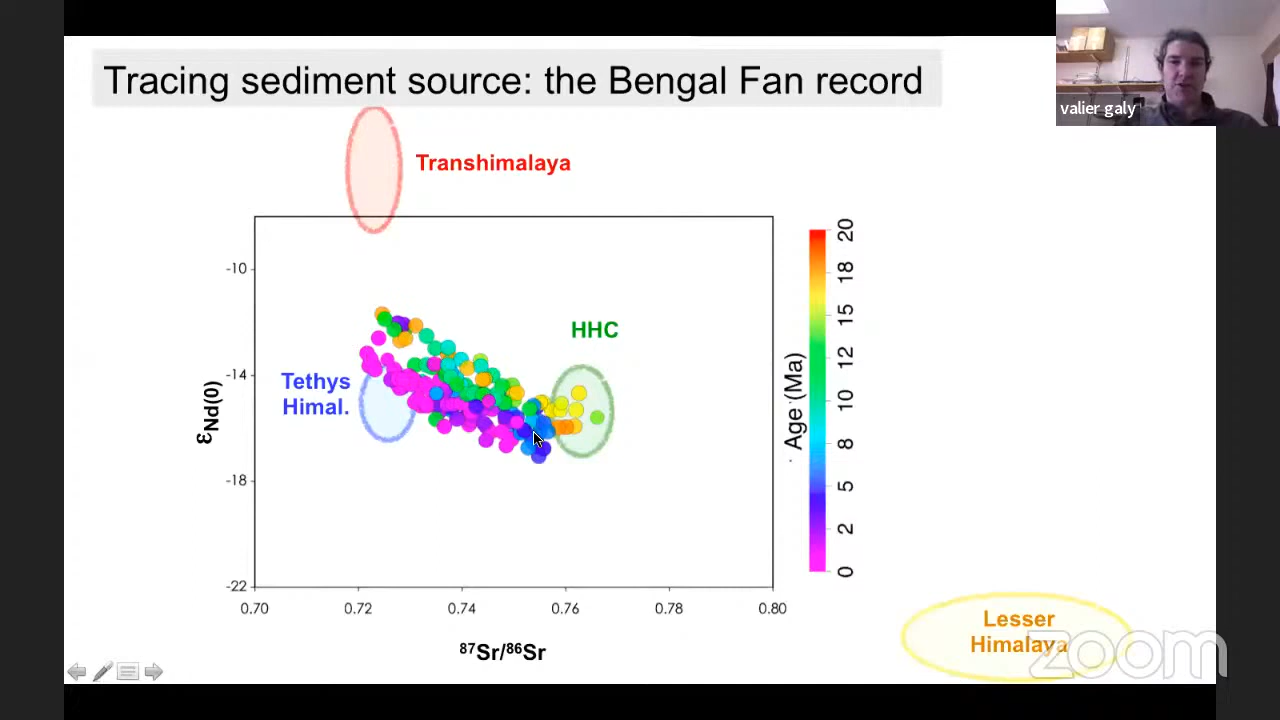 valier galy
Tracing sediment source: the Bengal Fan record
Transhimalaya
HHC
Tethys
Himal.
εNd(0)
-10
-14
-18
-22
0.70
0.72
0.74
0.76
0.78
0.80
87Sr/86Sr
Age (Ma)
20
18
15
12
10
8
5
2
0
Lesser
Himalaya
zoom